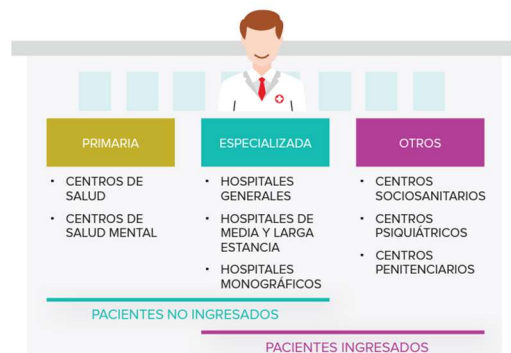 PRIMARIA
ESPECIALIZADA
OTROS
• CENTROS DE
SALUD
• CENTROS DE
SALUD MENTAL
• HOSPITALES
GENERALES
• HOSPITALES DE
MEDIA Y LARGA
ESTANCIA
• HOSPITALES
MONOGRÁFICOS
• CENTROS
SOCIOSANITARIOS
• CENTROS
PSIQUIÁTRICOS
• CENTROS
PENITENCIARIOS
PACIENTES NO INGRESADOS
PACIENTES INGRESADOS